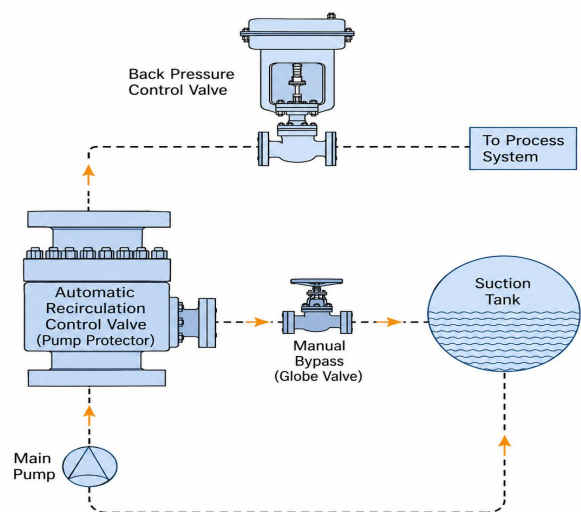 Back Pressure
Control Valve
To Process
System
Automatic
Recirculation
Control Valve
(Pump Protector)
Suction
Tank
Manual
Bypass
(Globe Valve)
Main
Pump